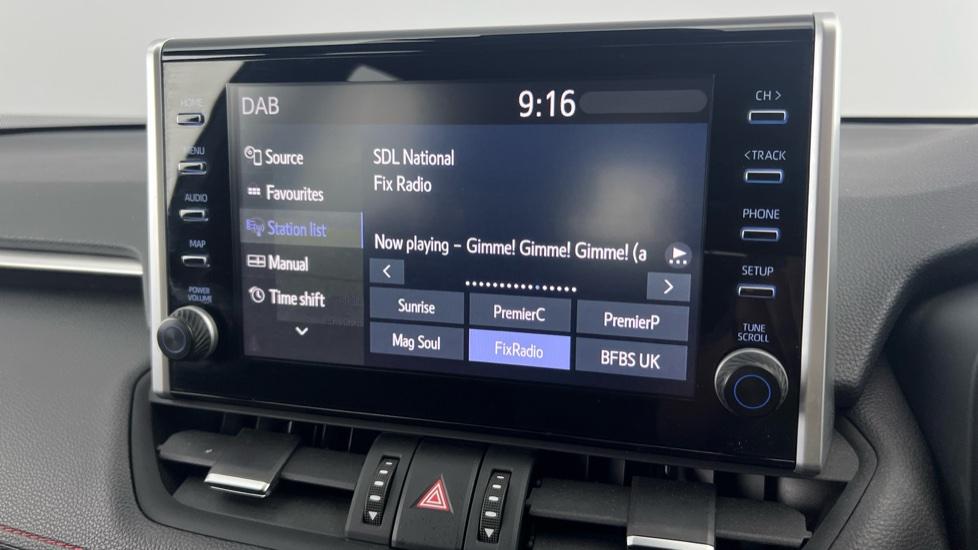 HOME
MENU
AUDIO
MAP
POWER
VOLUME
DAB
9:16
Source
Favourites
Station list
Manual
Time shift
SDL National
Fix Radio
Now playing – Gimme! Gimme! Gimme! (a
<
>
Sunrise
PremierC
PremierP
Mag Soul
FixRadio
BFBS UK
CH >
<TRACK
PHONE
SETUP
TUNE
SCROLL